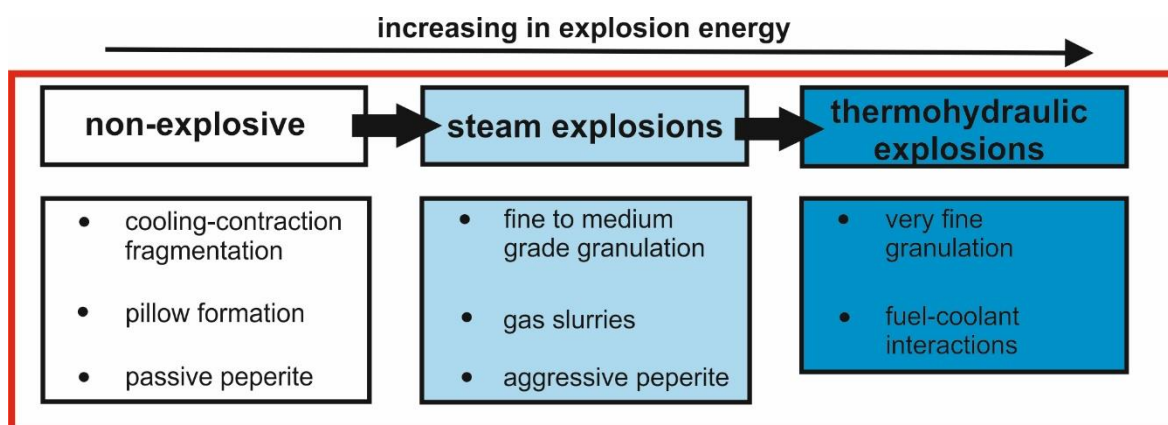 increasing in explosion energy
non-explosive
steam explosions
thermohydraulic
explosions
• cooling-contraction
fragmentation
• pillow formation
• passive peperite
• fine to medium
grade granulation
• gas slurries
• aggressive peperite
• very fine
granulation
• fuel-coolant
interactions